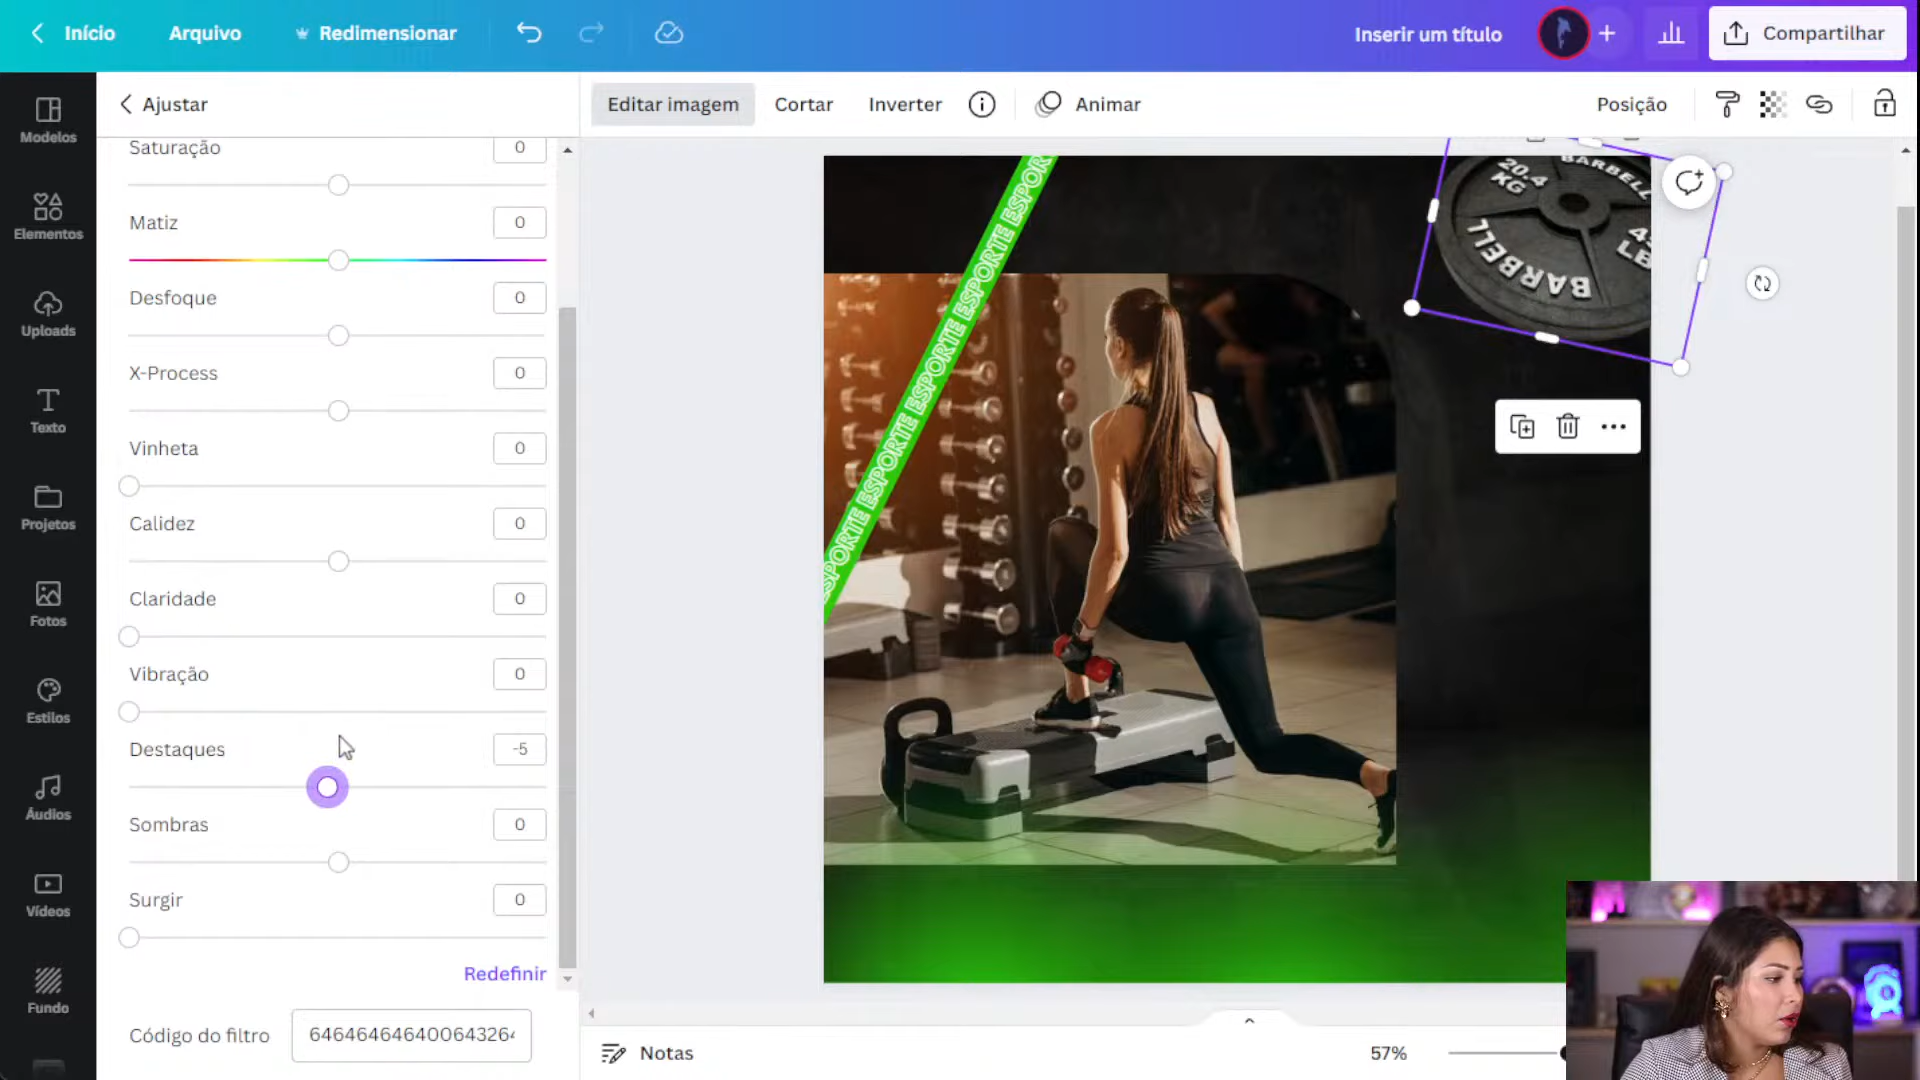 Início
Arquivo
Redimensionar
Inserir um título
Compartilhar
Modelos
Elementos
Uploads
Texto
Projetos
Fotos
Estilos
Áudios
Vídeos
Fundo
Ajustar
Saturação 0
Matiz 0
Desfoque 0
X-Process 0
Vinheta 0
Calidez 0
Claridade 0
Vibração 0
Destaques -5
Sombras 0
Surgir 0
Redefinir
Código do filtro
Editar imagem
Cortar
Inverter
Animar
Posição
ESPORTE ESPORTE ESPORTE ESPORTE ESPOR
20.4
KG
BARBELL
LB
BARBELL
Notas
57%